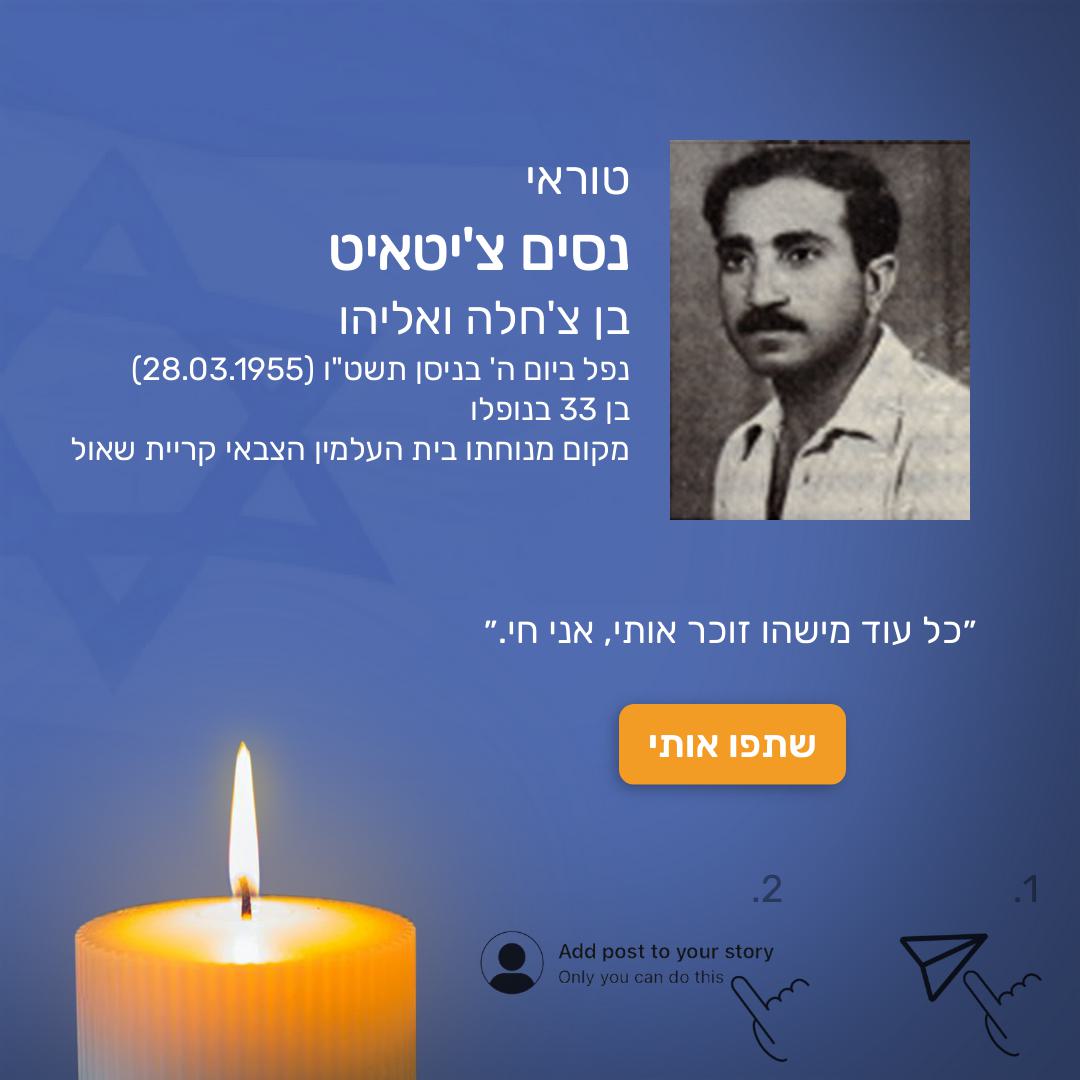 טוראי
נסים צ'יטאיט
בן צ'חלה ואליהו
נפל ביום ה' בניסן תשט"ו (28.03.1955)
בן 33 בנופלו
מקום מנוחתו בית העלמין הצבאי קריית שאול
״כל עוד מישהו זוכר אותי, אני חי.״
שתפו אותי
.1
.2
Add post to your story
Only you can do this